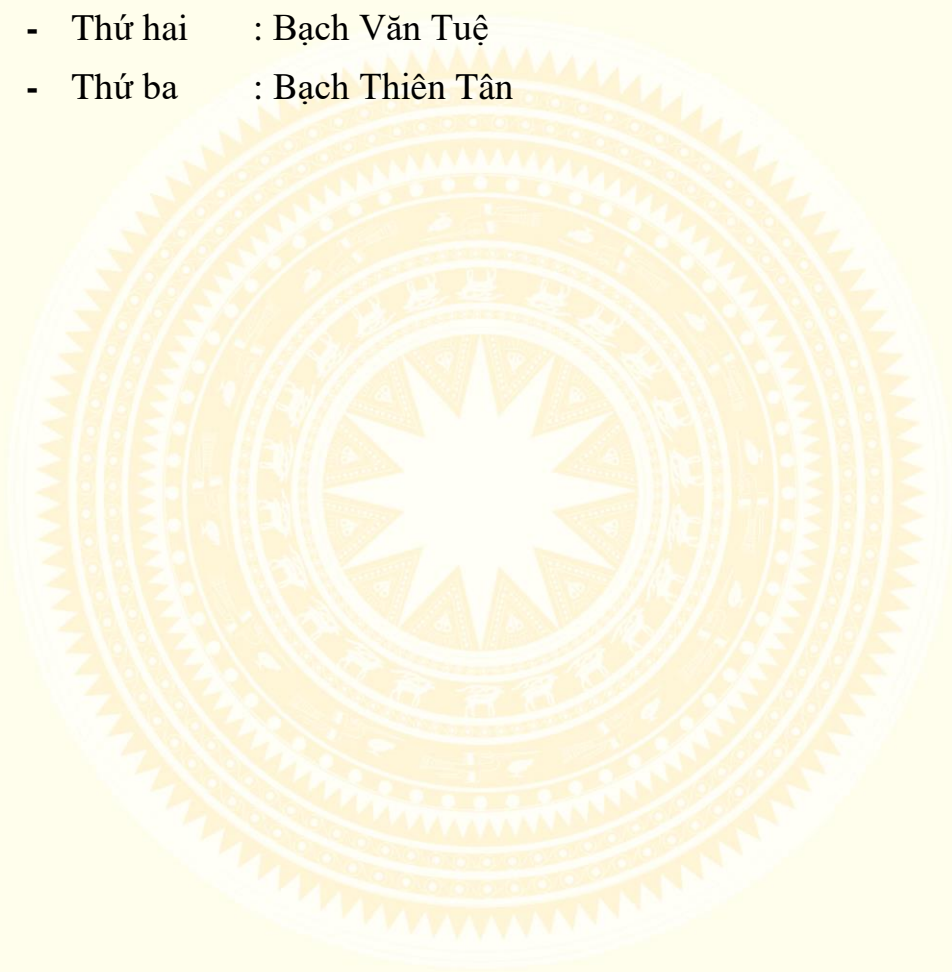 - Thứ hai : Bạch Văn Tuệ
- Thứ ba : Bạch Thiên Tân